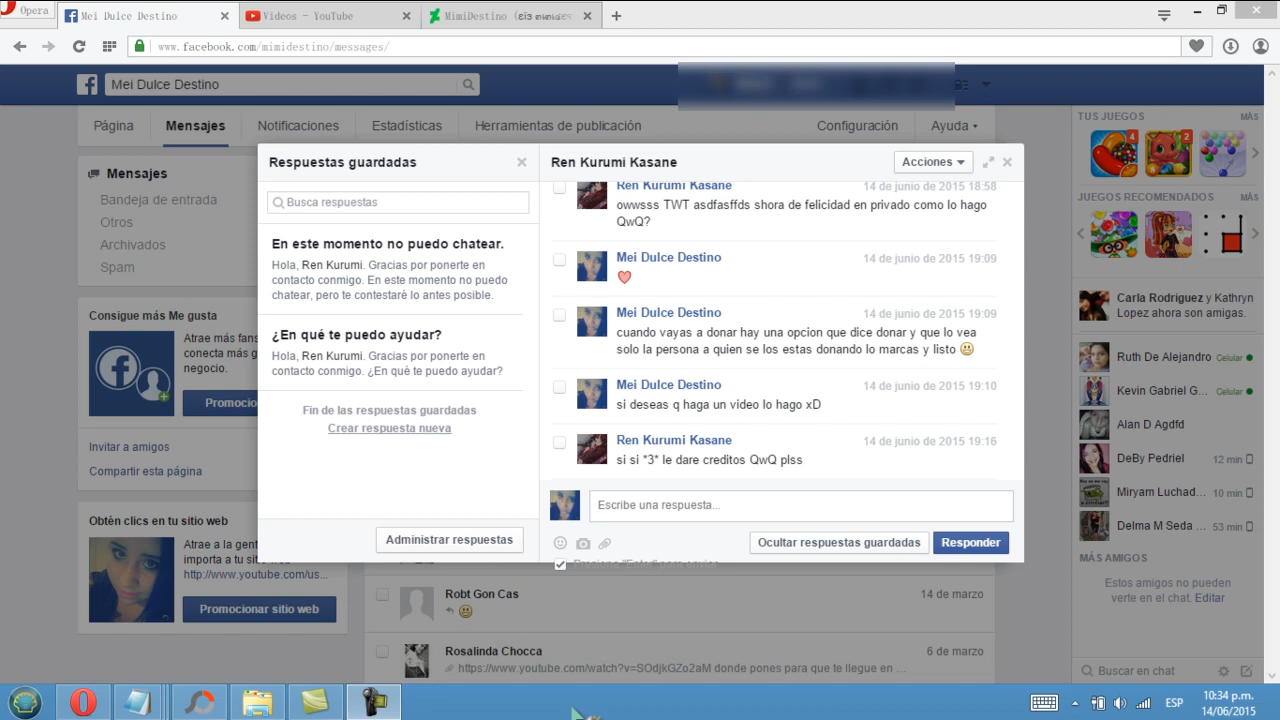 Opera
Mei Dulce Destino
Videos - YouTube
www.facebook.com/mimidestino/messages/
Mei Dulce Destino
Página
Mensajes
Notificaciones
Estadísticas
Herramientas de publicación
Configuración
Ayuda
Mensajes
Bandeja de entrada
Otros
Archivados
Spam
Consigue más Me gusta
Atrae más fans
conecta más g
negocio.
Promocio
Invitar a amigos
Compartir esta página
Obtén clics en tu sitio web
Atrae a la gent
importa a tu sit web
http://www.youtube.com/us...
Promocionar sitio web
Respuestas guardadas
Busca respuestas
En este momento no puedo chatear.
Hola, Ren Kurumi. Gracias por ponerte en
contacto conmigo. En este momento no puedo
chatear, pero te contestaré lo antes posible.
¿En qué te puedo ayudar?
Hola, Ren Kurumi. Gracias por ponerte en
contacto conmigo. ¿En qué te puedo ayudar?
Fin de las respuestas guardadas
Crear respuesta nueva
Administrar respuestas
Ren Kurumi Kasane
Acciones
Ren Kurumi Kasane 14 de junio de 2015 18:58
owwsss TWT asdfasffds shora de felicidad en privado como lo hago
QwQ?
Mei Dulce Destino 14 de junio de 2015 19:09
Mei Dulce Destino 14 de junio de 2015 19:09
cuando vayas a donar hay una opcion que dice donar y que lo vea
solo la persona a quien se los estas donando lo marcas y listo
Mei Dulce Destino 14 de junio de 2015 19:10
si deseas q haga un video lo hago xD
Ren Kurumi Kasane 14 de junio de 2015 19:16
si si *3* le dare creditos QwQ plss
Escribe una respuesta...
Ocultar respuestas guardadas
Responder
Robt Gon Cas 14 de marzo
Rosalinda Chocca 6 de marzo
https://www.youtube.com/watch?v=SOdjkGZo2aM donde pones para que te llegue en ...
TUS JUEGOS MÁS
4
2
JUEGOS RECOMENDADOS MÁS
Carla Rodriguez y Kathryn
Lopez ahora son amigas.
Ruth De Alejandro Celular
Kevin Gabriel G... Celular
Alan D Agdfd
DeBy Pedriel 12 min
Miryam Luchad... 10 min
Delma M Seda ... 53 min
MÁS AMIGOS
Estos amigos no pueden
verte en el chat. Editar
Buscar en chat
ESP
10:34 p.m.
14/06/2015